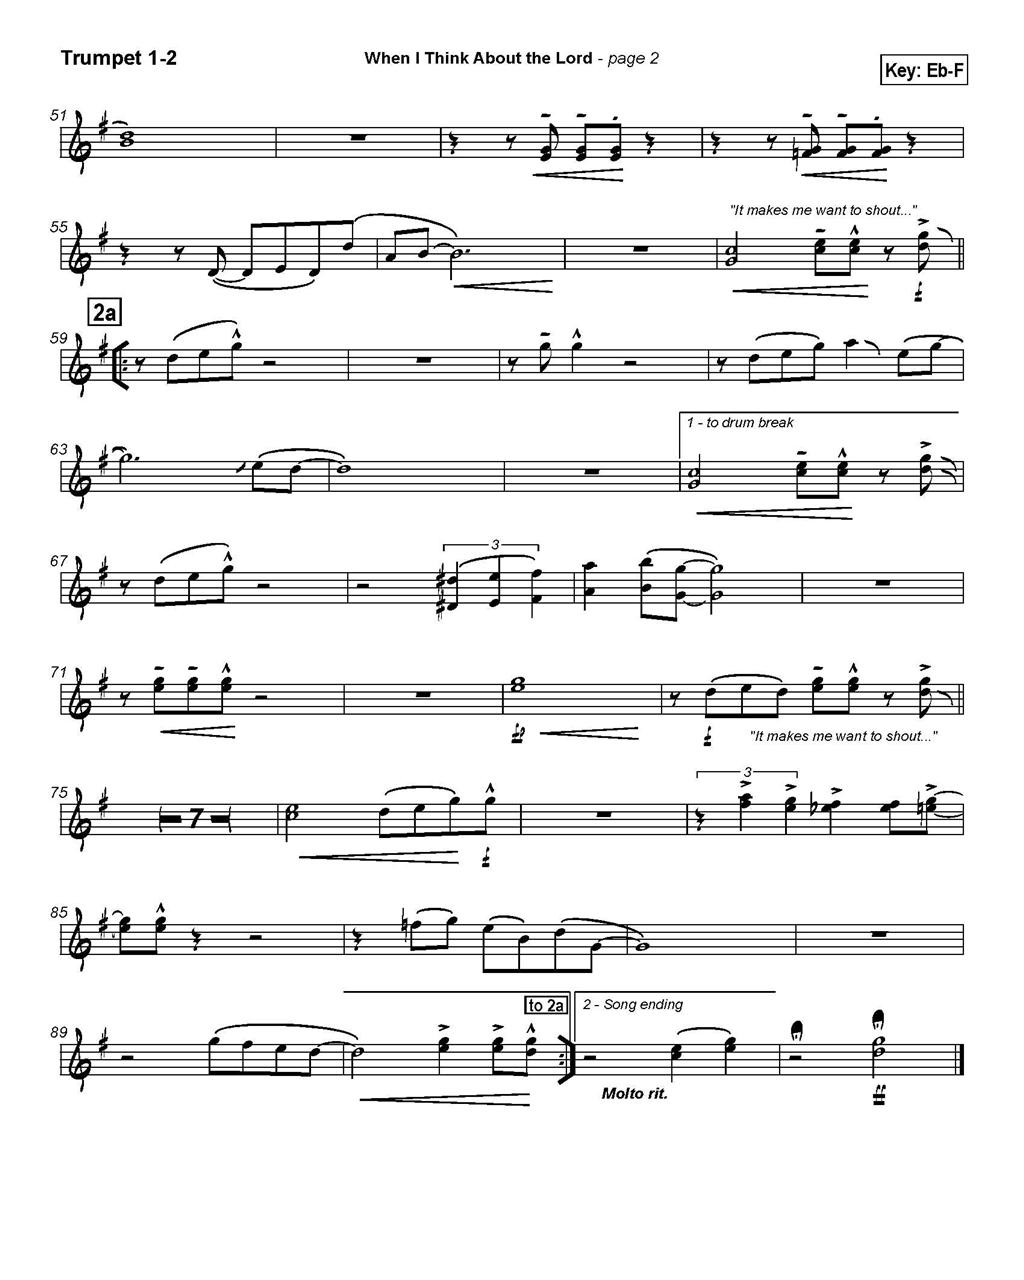 Trumpet 1-2
When I Think About the Lord - page 2
Key: Eb-F
51
55
"It makes me want to shout..."
f
2a
59
63
1 - to drum break
67
3
71
fp
f
"It makes me want to shout..."
75
7
f
3
85
89
to 2a
2 - Song ending
Molto rit.
ff